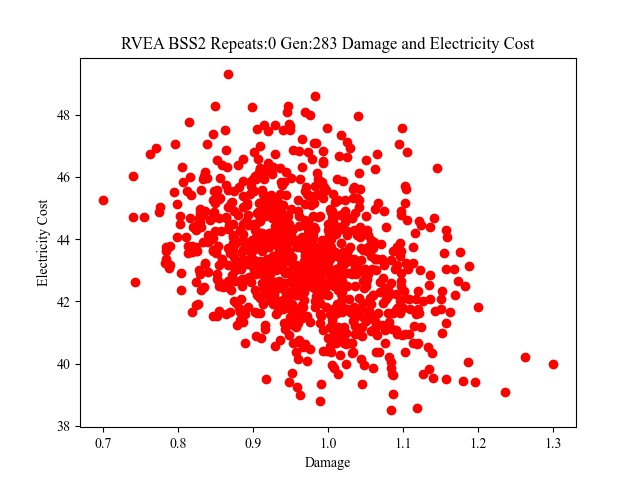 RVEA BSS2 Repeats:0 Gen:283 Damage and Electricity Cost
48
46
44
42
40
38
Electricity Cost
0.7 0.8 0.9 1.0 1.1 1.2 1.3
Damage